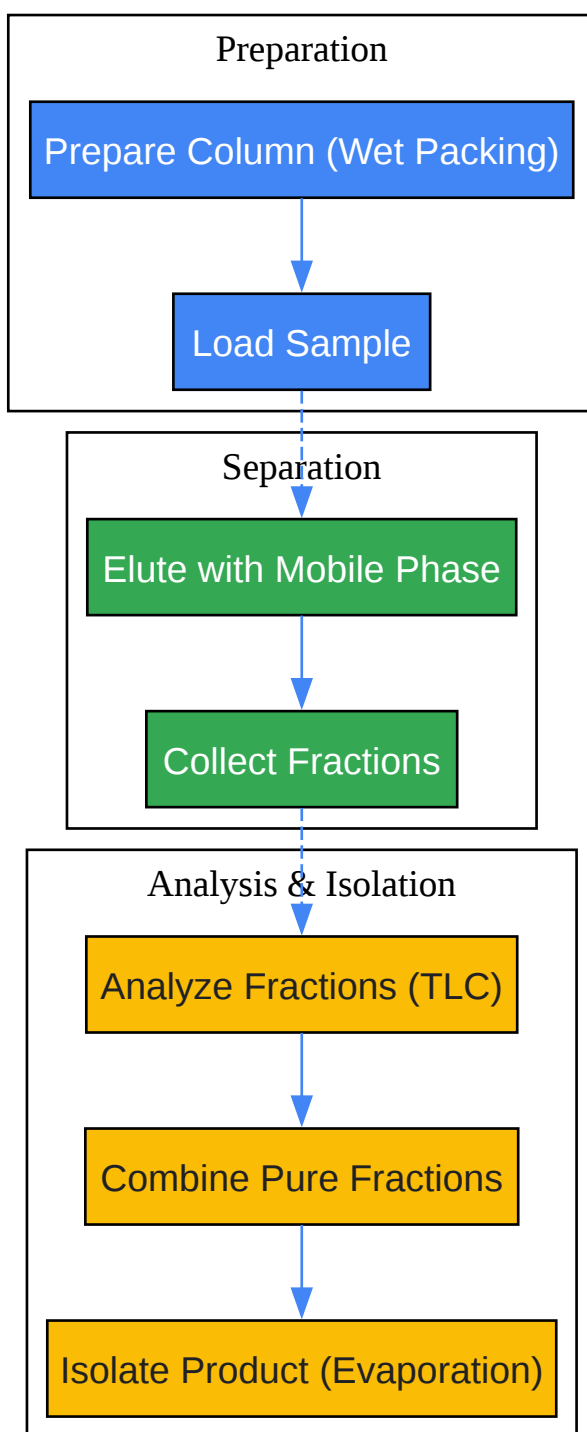 Preparation
Prepare Column (Wet Packing)
Load Sample
Separation
Elute with Mobile Phase
Collect Fractions
Analysis & Isolation
Analyze Fractions (TLC)
Combine Pure Fractions
Isolate Product (Evaporation)